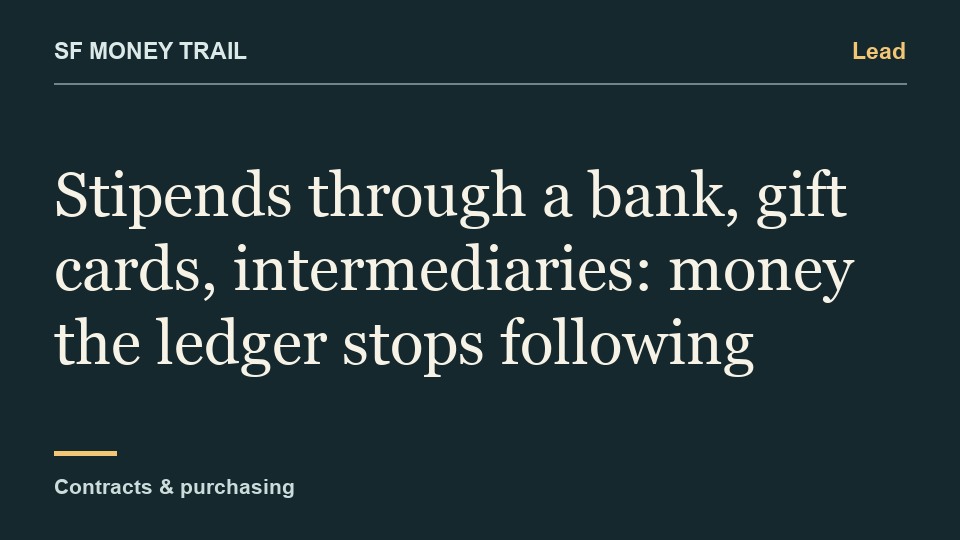 SF MONEY TRAIL
Lead
Stipends through a bank, gift
cards, intermediaries: money
the ledger stops following
Contracts & purchasing